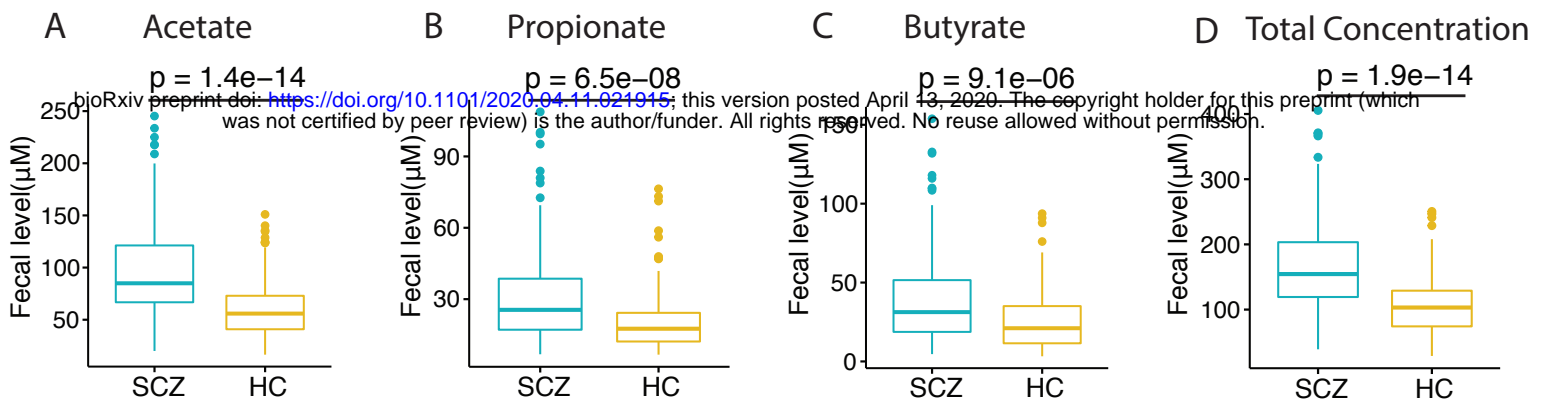 A Acetate
B Propionate
C Butyrate
D Total Concentration
p = 1.4e−14
p = 6.5e−08
p = 9.1e−06
p = 1.9e−14
bioRxiv preprint doi: https://doi.org/10.1101/2020.04.11.021915; this version posted April 13, 2020. The copyright holder for this preprint (which
was not certified by peer review) is the author/funder. All rights reserved. No reuse allowed without permission.
Fecal level(μM)
250
200
150
100
50
SCZ HC
Fecal level(μM)
90
60
30
SCZ HC
Fecal level(μM)
150
100
50
0
SCZ HC
Fecal level(μM)
400
300
200
100
SCZ HC